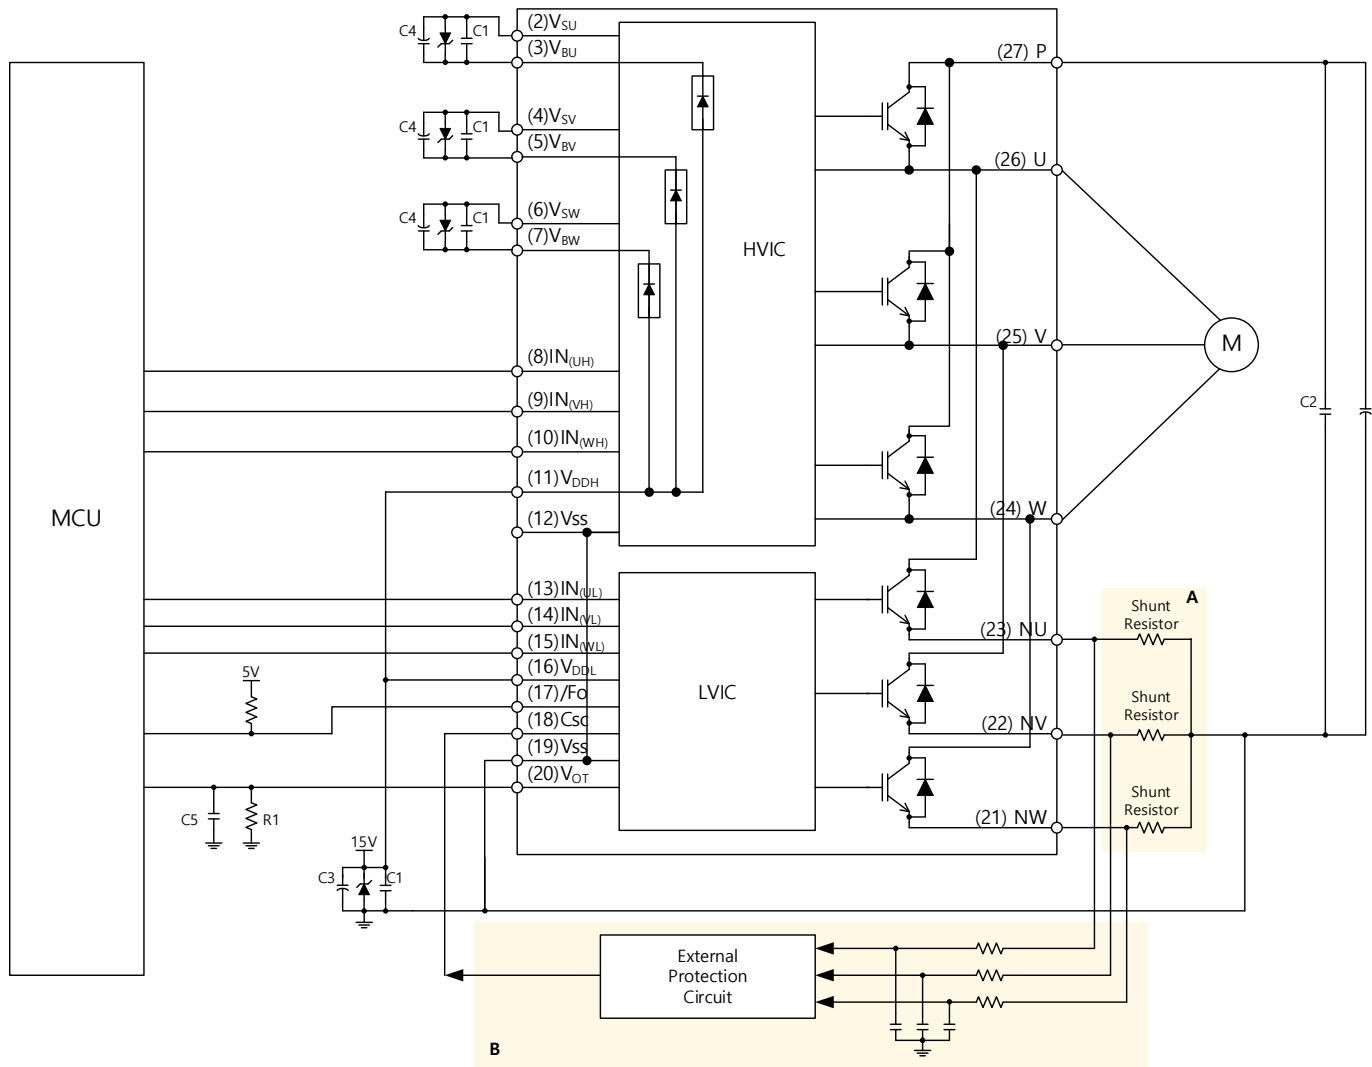 C4
C1
(2)VSU
(3)VBU
C4
C1
(4)VSV
(5)VBV
C4
C1
(6)VSW
(7)VBW
HVIC
(27) P
(26) U
(25) V
(24) W
M
C2
MCU
(8)IN(UH)
(9)IN(VH)
(10)IN(WH)
(11)VDDH
(12)Vss
(13)IN(UL)
(14)IN(VL)
(15)IN(WL)
(16)VDDL
(17)/Fo
(18)Csc
(19)Vss
(20)VOT
LVIC
(23) NU
(22) NV
(21) NW
A
Shunt
Resistor
Shunt
Resistor
Shunt
Resistor
5V
C5
R1
15V
C3
C1
External
Protection
Circuit
B